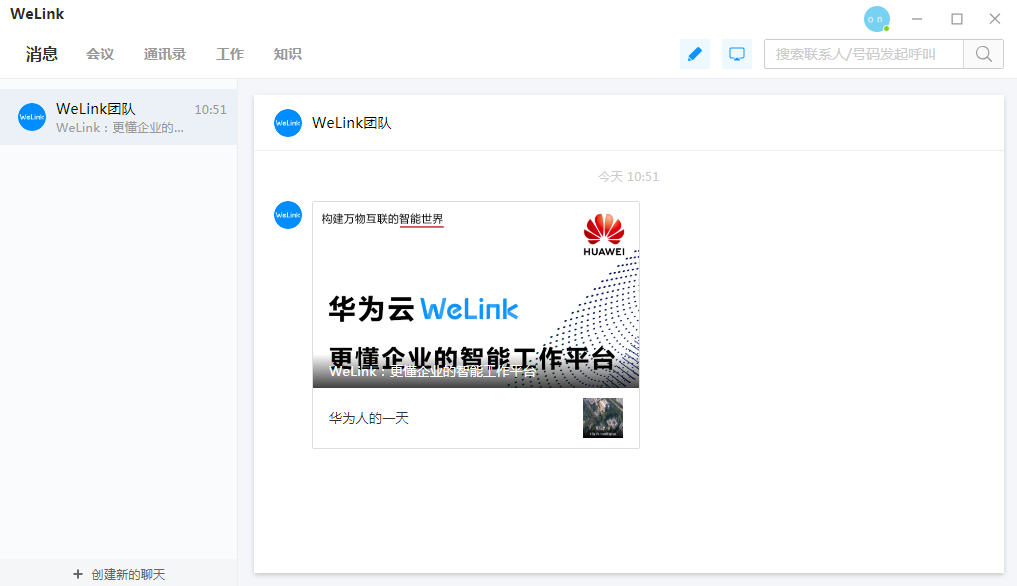 WeLink
on
消息 会议 通讯录 工作 知识
搜索联系人/号码发起呼叫
WeLink
WeLink团队 10:51
WeLink：更懂企业的...
WeLink
WeLink团队
今天 10:51
WeLink
构建万物互联的智能世界
HUAWEI
华为云 WeLink
更懂企业的智能工作平台
WeLink：更懂企业的智能工作平台
华为人的一天
+ 创建新的聊天